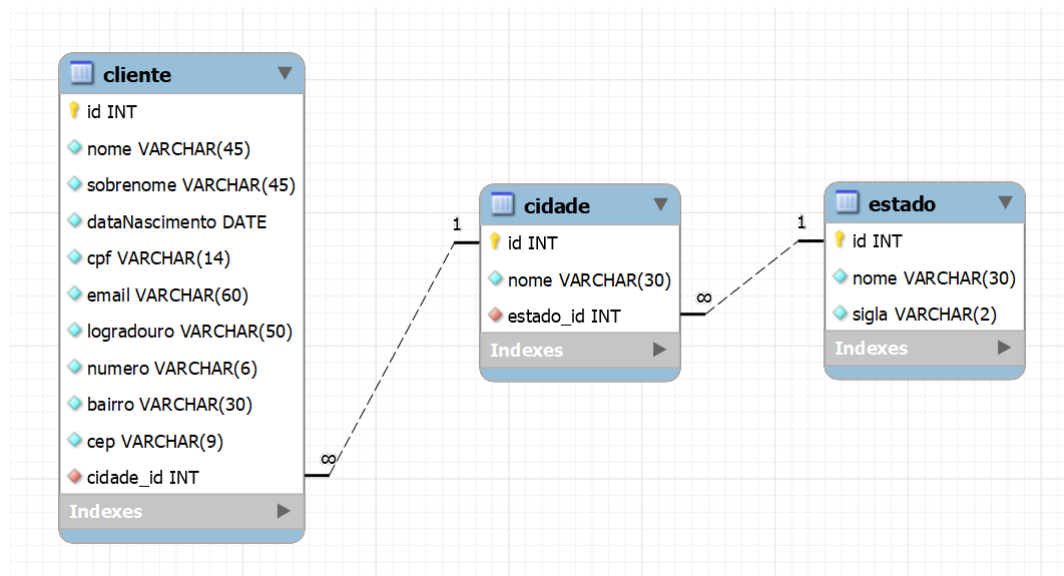 cliente
id INT
nome VARCHAR(45)
sobrenome VARCHAR(45)
dataNascimento DATE
cpf VARCHAR(14)
email VARCHAR(60)
logradouro VARCHAR(50)
numero VARCHAR(6)
bairro VARCHAR(30)
cep VARCHAR(9)
cidade_id INT
Indexes
∞
1
cidade
id INT
nome VARCHAR(30)
estado_id INT
Indexes
∞
1
estado
id INT
nome VARCHAR(30)
sigla VARCHAR(2)
Indexes